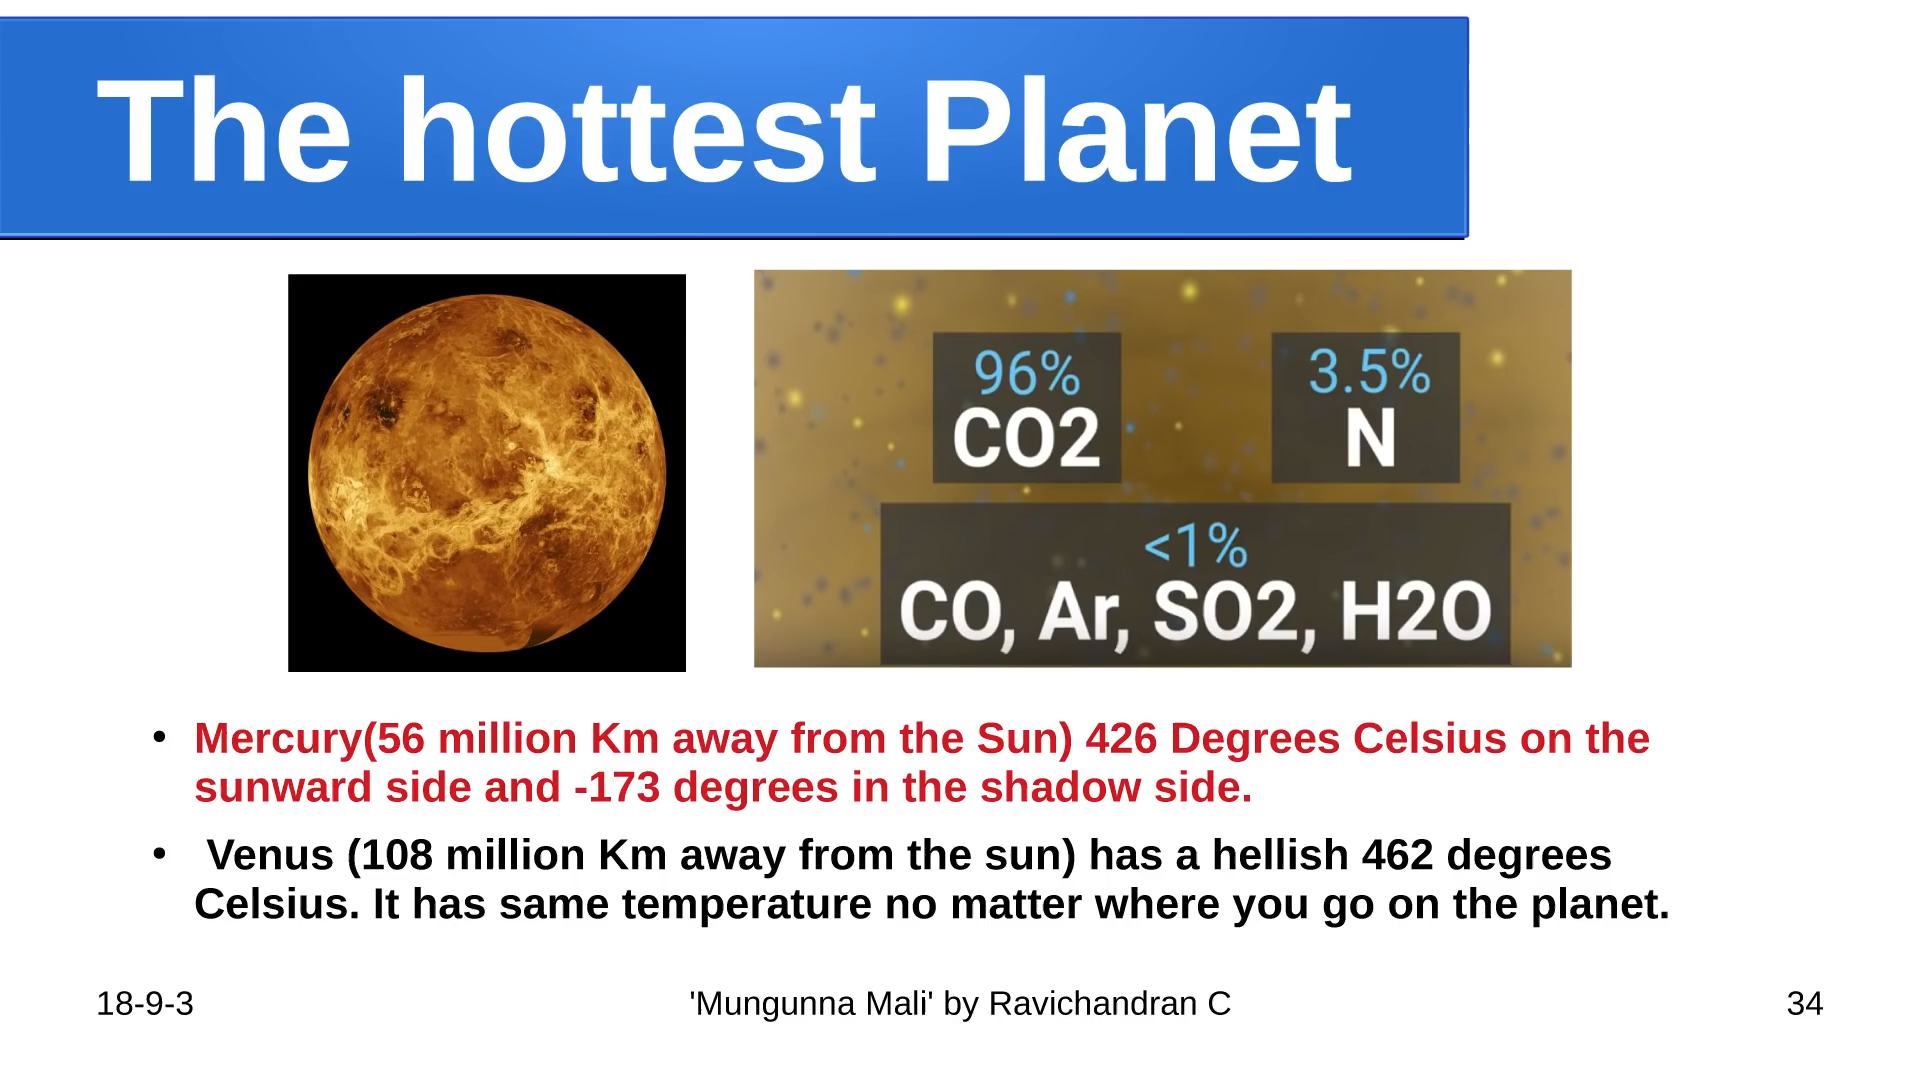 The hottest Planet
96%
CO2
3.5%
N
<1%
CO, Ar, SO2, H2O
• Mercury(56 million Km away from the Sun) 426 Degrees Celsius on the
sunward side and -173 degrees in the shadow side.
• Venus (108 million Km away from the sun) has a hellish 462 degrees
Celsius. It has same temperature no matter where you go on the planet.
18-9-3
'Mungunna Mali' by Ravichandran C
34